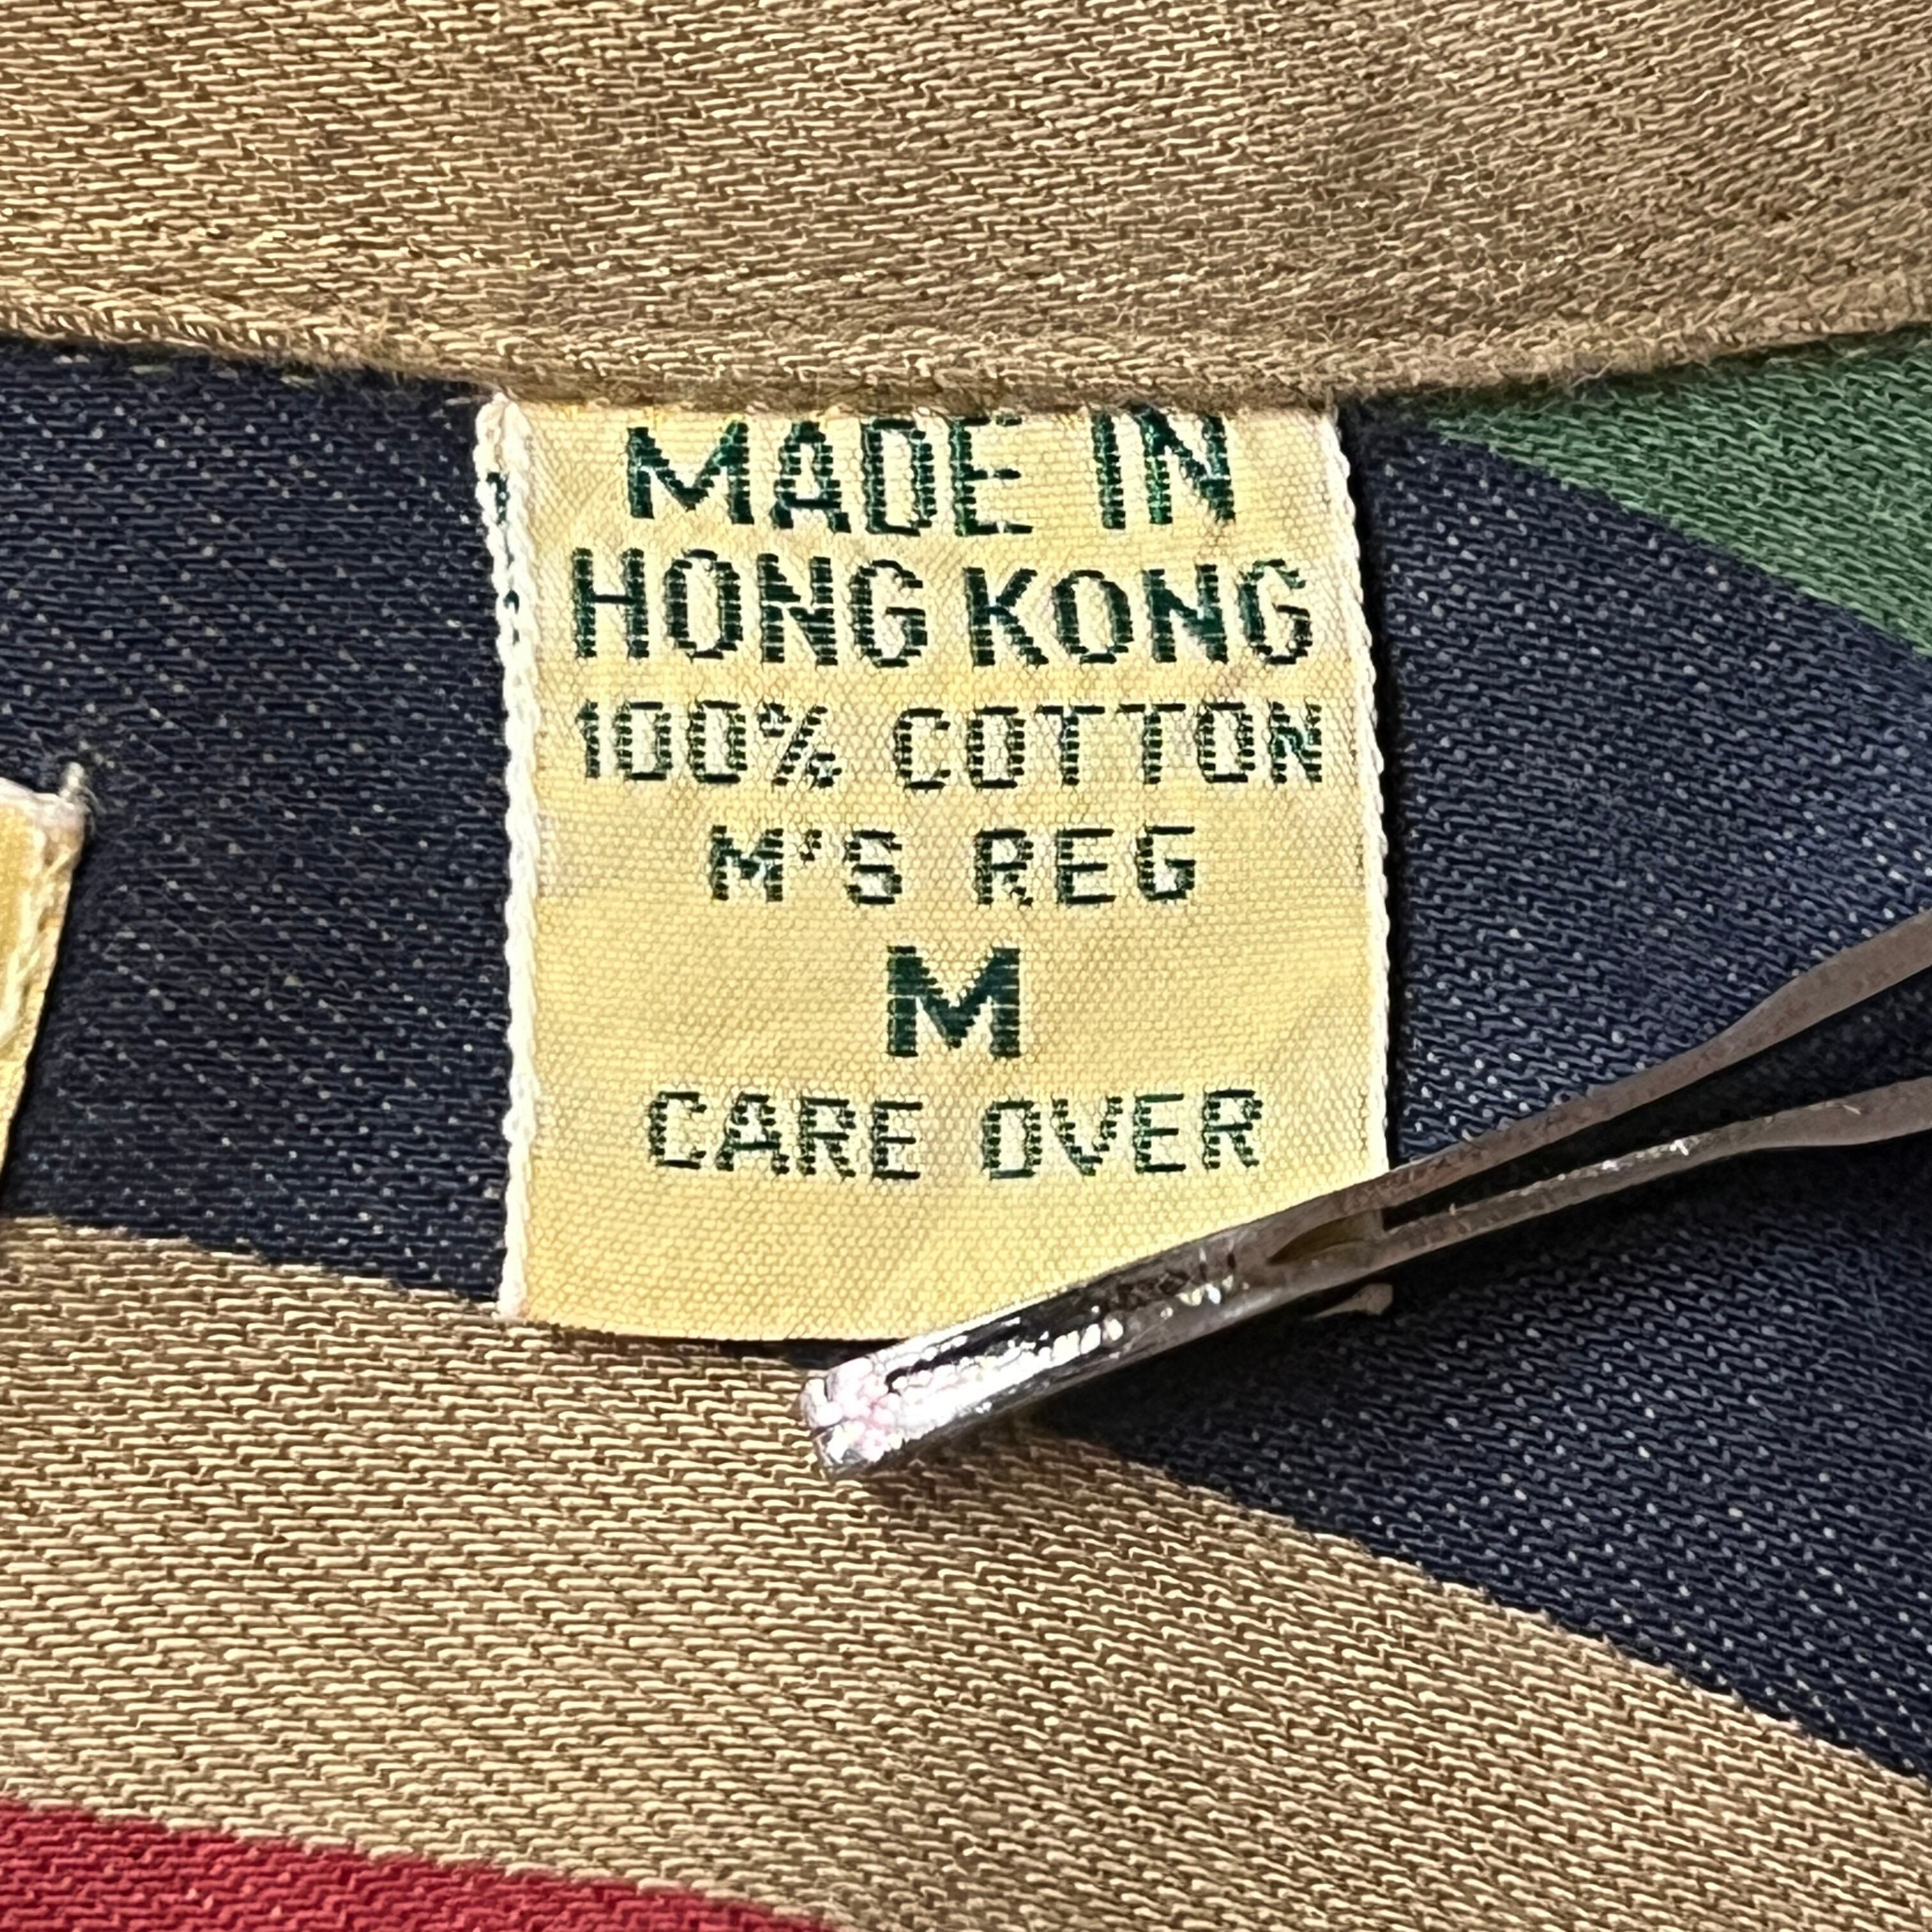 MADE IN
HONG KONG
100% COTTON
M'S REG
M
CARE OVER